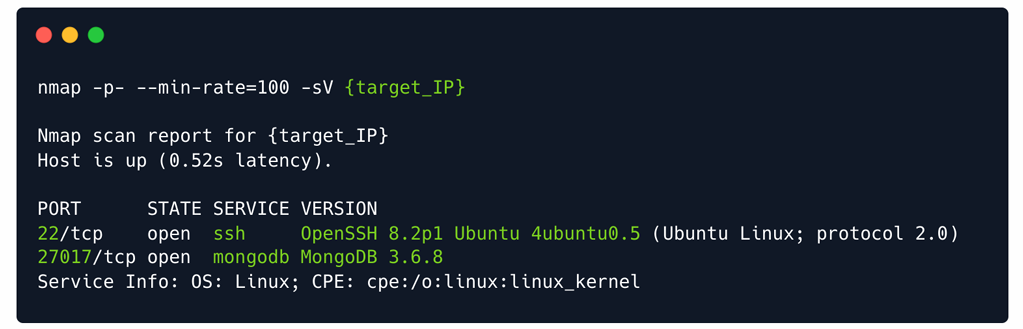 nmap -p- --min-rate=100 -sV {target_IP}
Nmap scan report for {target_IP}
Host is up (0.52s latency).
PORT      STATE SERVICE VERSION
22/tcp    open  ssh     OpenSSH 8.2p1 Ubuntu 4ubuntu0.5 (Ubuntu Linux; protocol 2.0)
27017/tcp open  mongodb MongoDB 3.6.8
Service Info: OS: Linux; CPE: cpe:/o:linux:linux_kernel